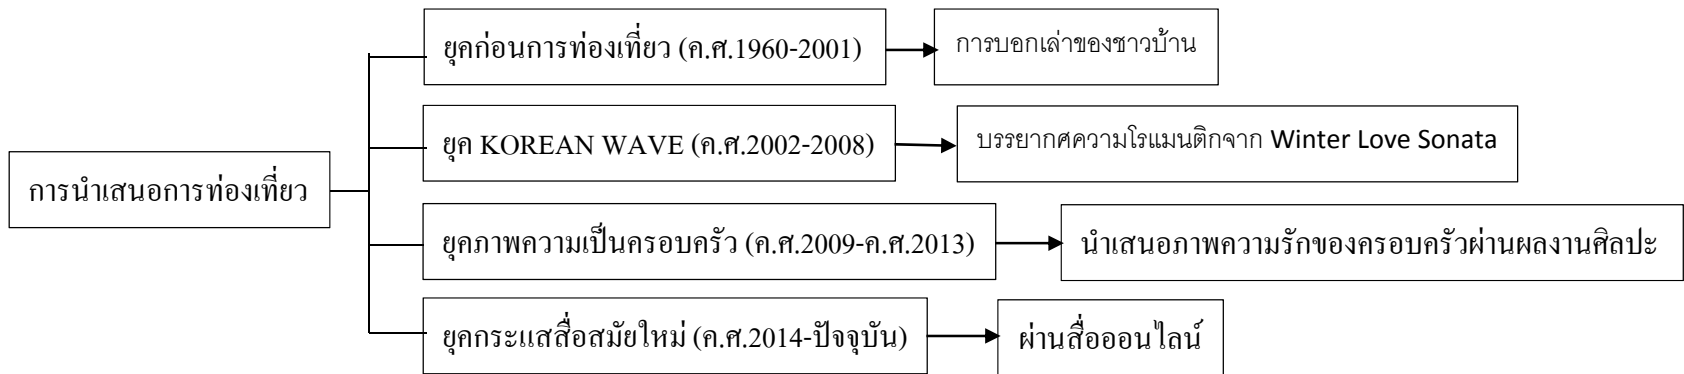 ยุคก่อนการท่องเที่ยว (ค.ศ.1960-2001)
การบอกเล่าของชาวบ้าน
ยุค KOREAN WAVE (ค.ศ.2002-2008)
บรรยากศความโรแมนติกจาก Winter Love Sonata
การนำเสนอการท่องเที่ยว
ยุคภาพความเป็นครอบครัว (ค.ศ.2009-ค.ศ.2013)
นำเสนอภาพความรักของครอบครัวผ่านผลงานศิลปะ
ยุคกระแสสื่อสมัยใหม่ (ค.ศ.2014-ปัจจุบัน)
ผ่านสื่อออนไลน์